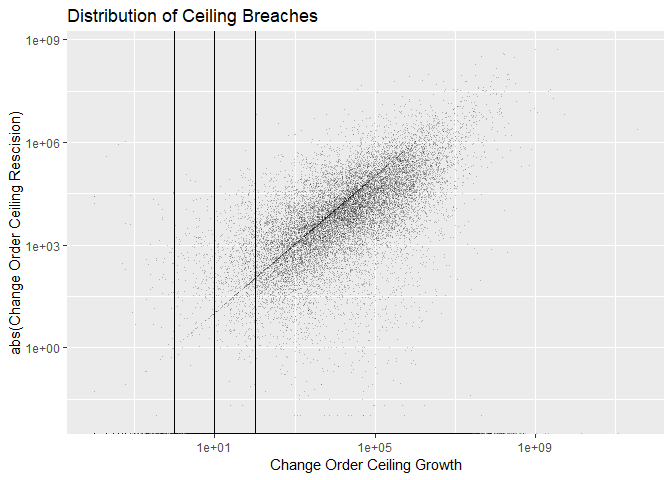 Distribution of Ceiling Breaches
1e+09
1e+06
1e+03
1e+00
abs(Change Order Ceiling Rescision)
1e+01
1e+05
1e+09
Change Order Ceiling Growth